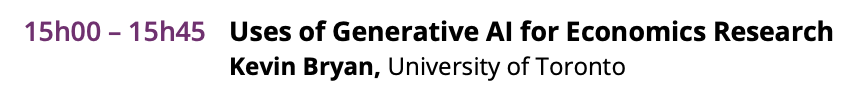 15h00 – 15h45 Uses of Generative AI for Economics Research
Kevin Bryan, University of Toronto